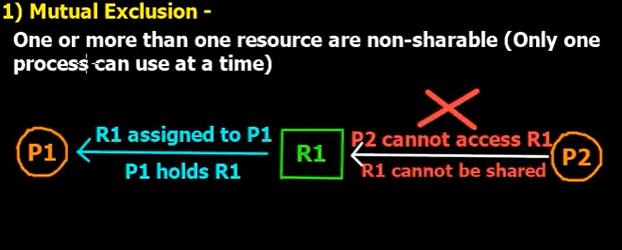 1) Mutual Exclusion -
One or more than one resource are non-sharable (Only one
process can use at a time)
R1 assigned to P1
P2 cannot access R1
P1
R1
P2
P1 holds R1
R1 cannot be shared